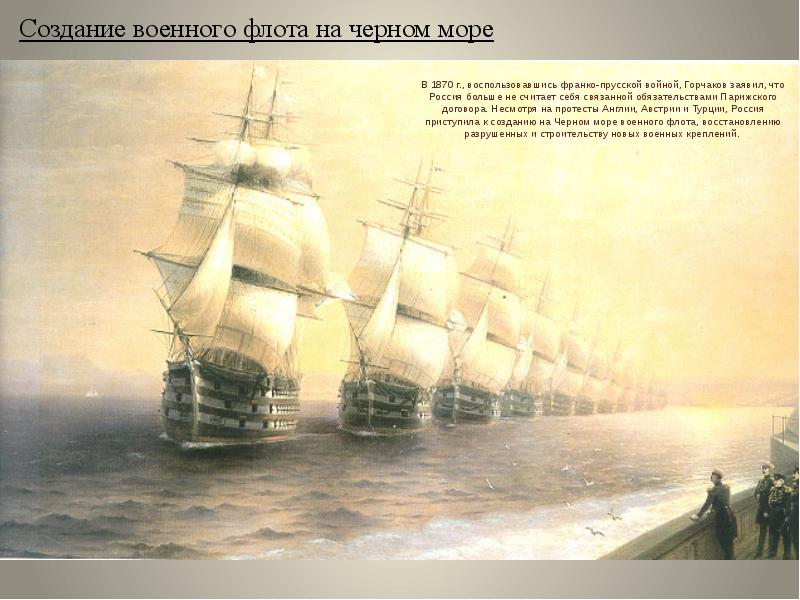 Создание военного флота на черном море
В 1870 г., воспользовавшись франко-прусской войной, Горчаков заявил, что
Россия больше не считает себя связанной обязательствами Парижского
договора. Несмотря на протесты Англии, Австрии и Турции, Россия
приступила к созданию на Черном море военного флота, восстановлению
разрушенных и строительству новых военных креплений.